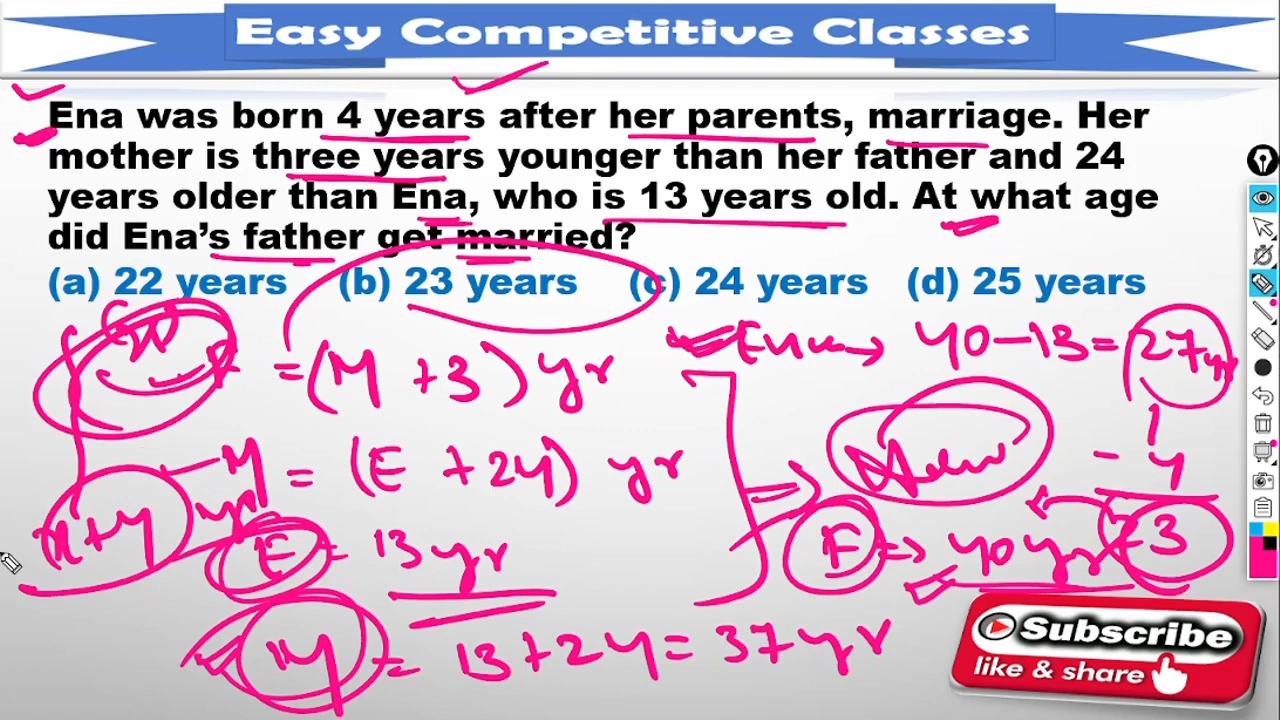 Easy Competitive Classes
Ena was born 4 years after her parents, marriage. Her
mother is three years younger than her father and 24
years older than Ena, who is 13 years old. At what age
did Ena's father get married?
(a) 22 years (b) 23 years (c) 24 years (d) 25 years
= (M + 3) yr
40 - 13 = 27 yr
M = (E + 24) yr
- 4
x+4 yr
E = 13 yr
F => 40 yr
23
M = 13 + 24 = 37 yr
Subscribe
like & share